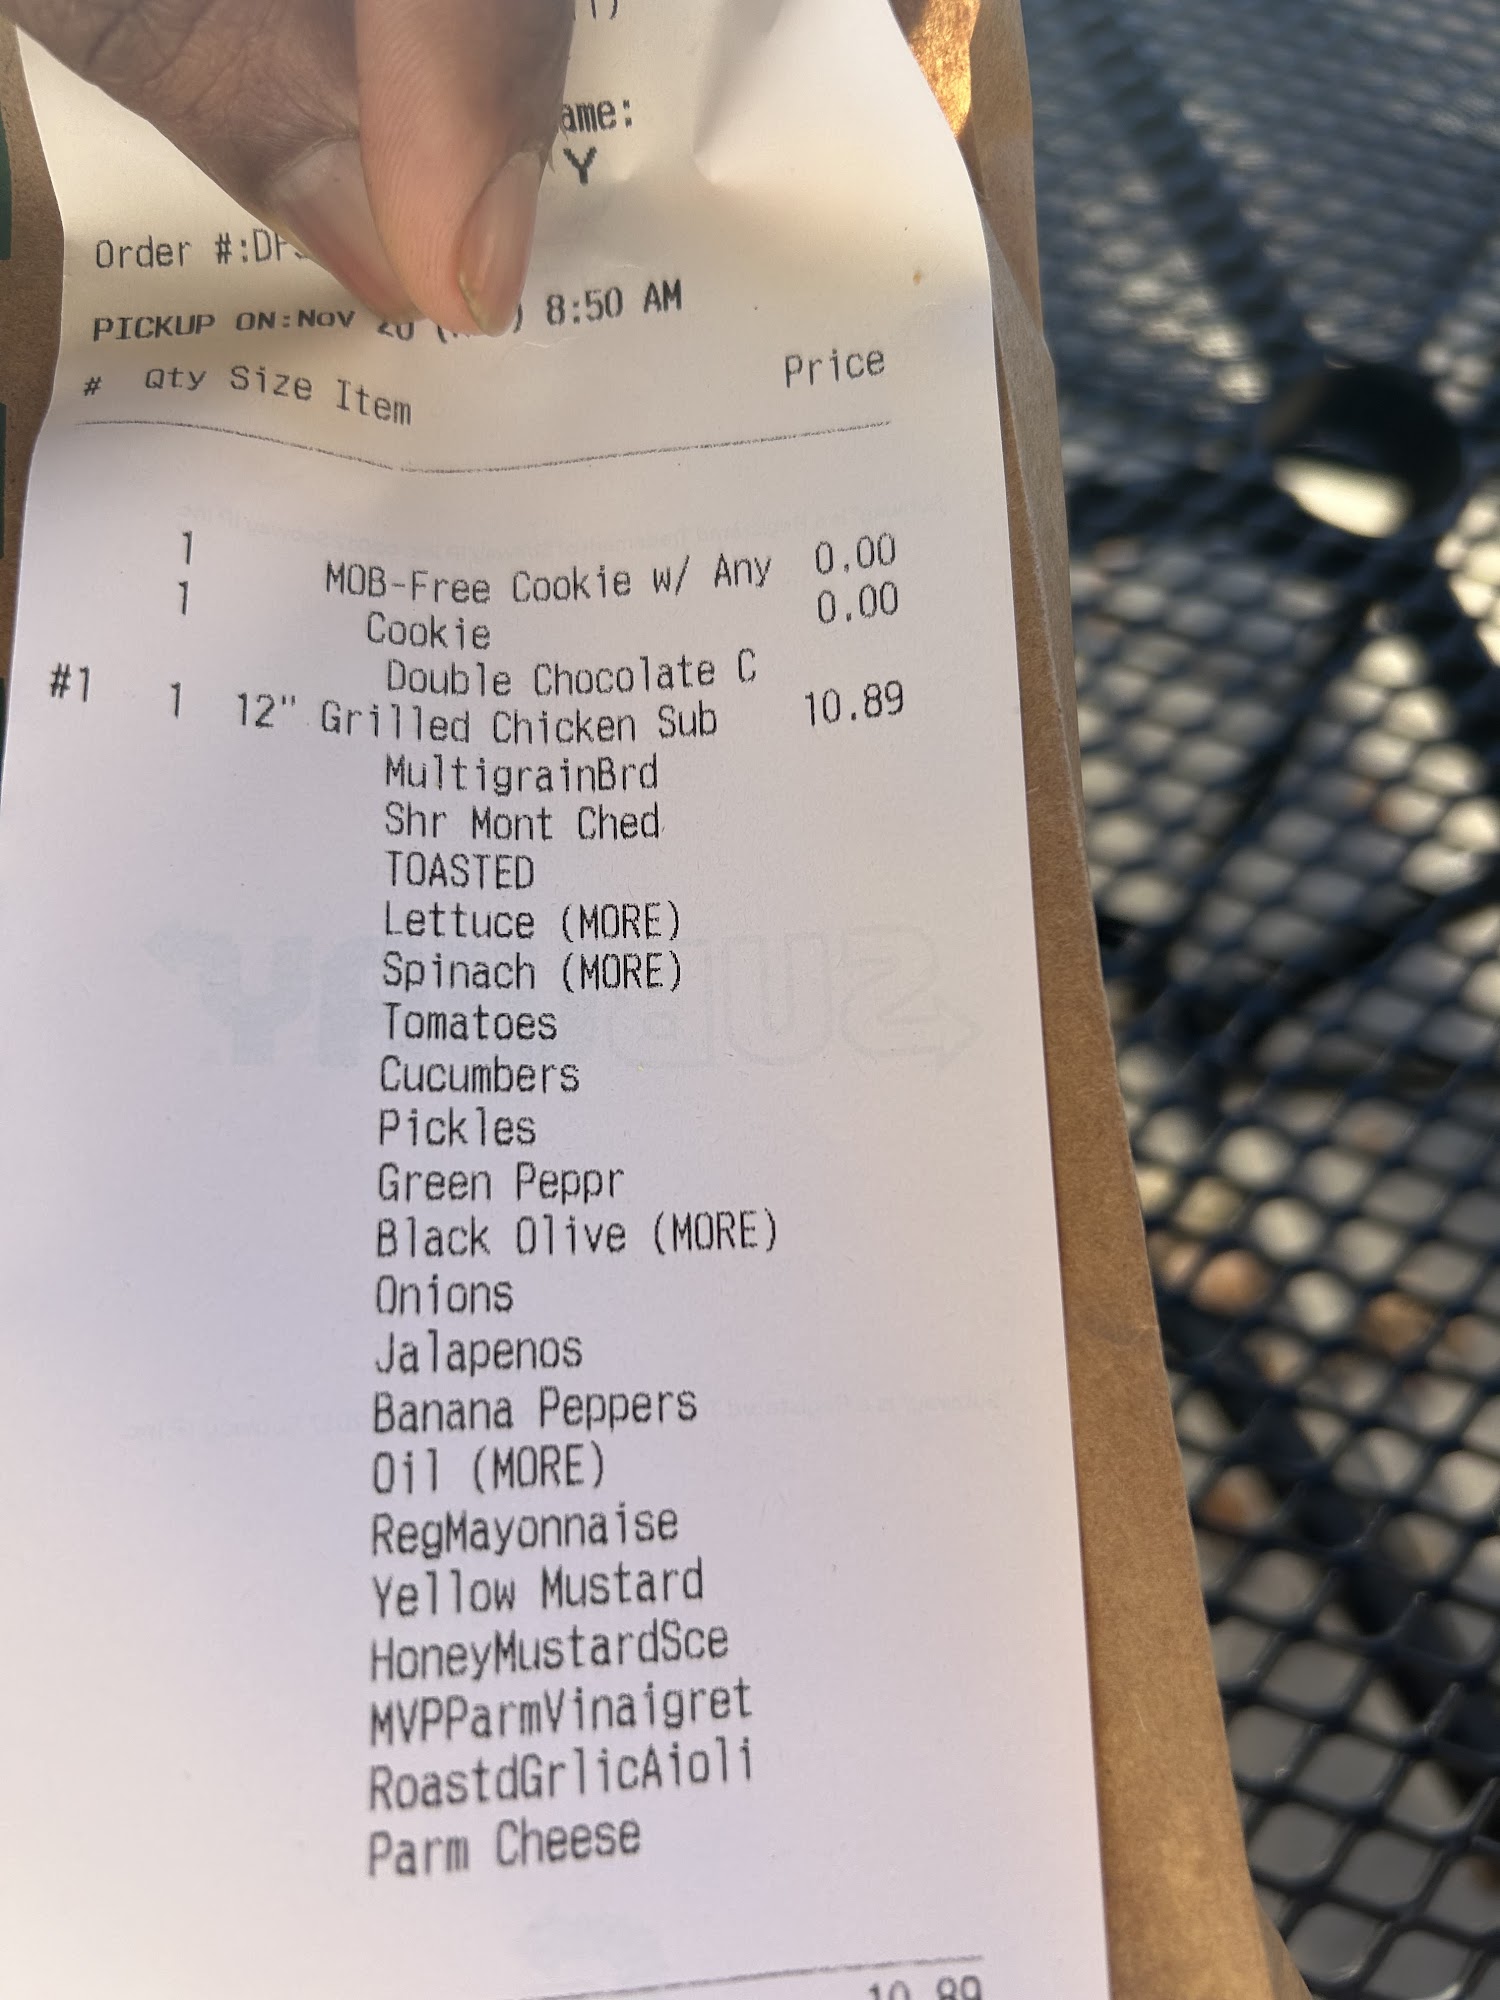 ame:
Y
Order #:DF
PICKUP ON:Nov 20 ) 8:50 AM
# Qty Size Item Price
1 MOB-Free Cookie w/ Any 0.00
1 Cookie 0.00
Double Chocolate C
#1 1 12" Grilled Chicken Sub 10.89
MultigrainBrd
Shr Mont Ched
TOASTED
Lettuce (MORE)
Spinach (MORE)
Tomatoes
Cucumbers
Pickles
Green Peppr
Black Olive (MORE)
Onions
Jalapenos
Banana Peppers
Oil (MORE)
RegMayonnaise
Yellow Mustard
HoneyMustardSce
MVPParmVinaigret
RoastdGrlicAioli
Parm Cheese
10.89